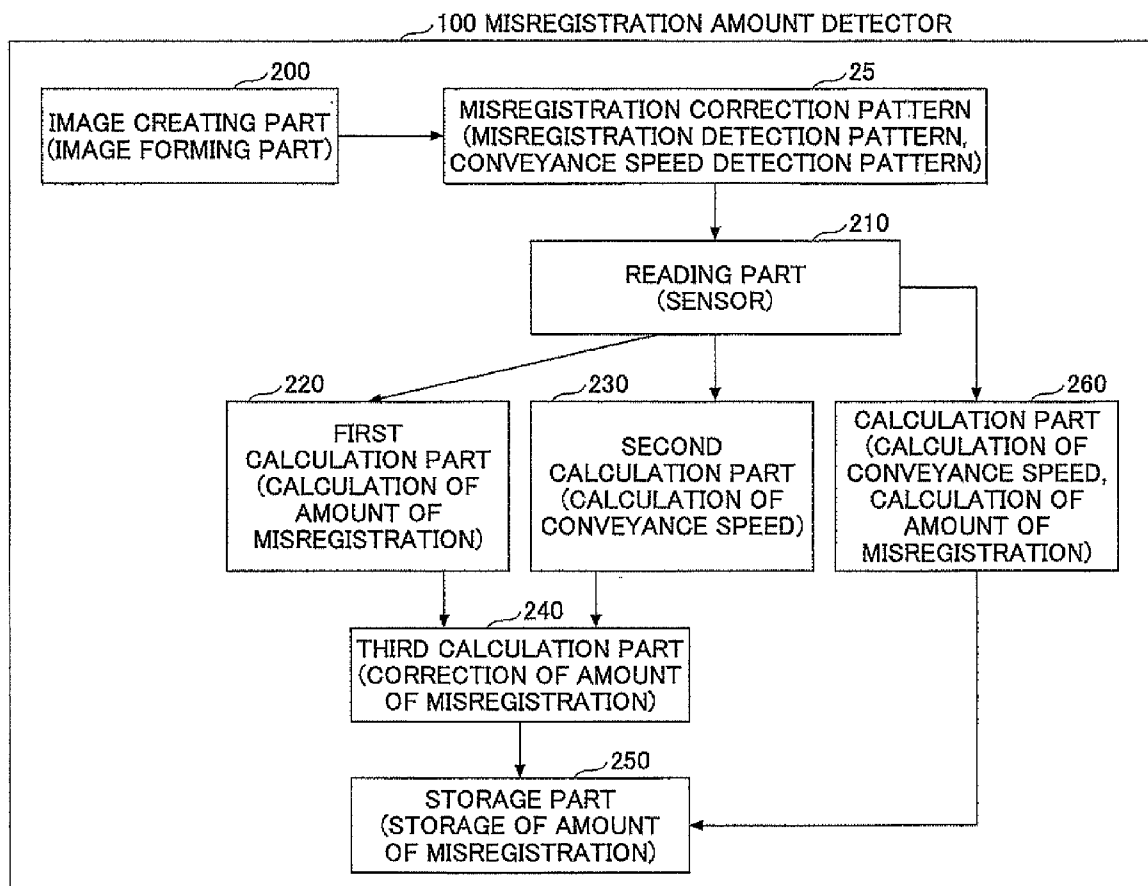 100 MISREGISTRATION AMOUNT DETECTOR
200
IMAGE CREATING PART
(IMAGE FORMING PART)
25
MISREGISTRATION CORRECTION PATTERN
(MISREGISTRATION DETECTION PATTERN,
CONVEYANCE SPEED DETECTION PATTERN)
210
READING PART
(SENSOR)
220
FIRST
CALCULATION PART
(CALCULATION OF
AMOUNT OF
MISREGISTRATION)
230
SECOND
CALCULATION PART
(CALCULATION OF
CONVEYANCE SPEED)
260
CALCULATION PART
(CALCULATION OF
CONVEYANCE SPEED,
CALCULATION OF
AMOUNT OF
MISREGISTRATION)
240
THIRD CALCULATION PART
(CORRECTION OF AMOUNT
OF MISREGISTRATION)
250
STORAGE PART
(STORAGE OF AMOUNT
OF MISREGISTRATION)